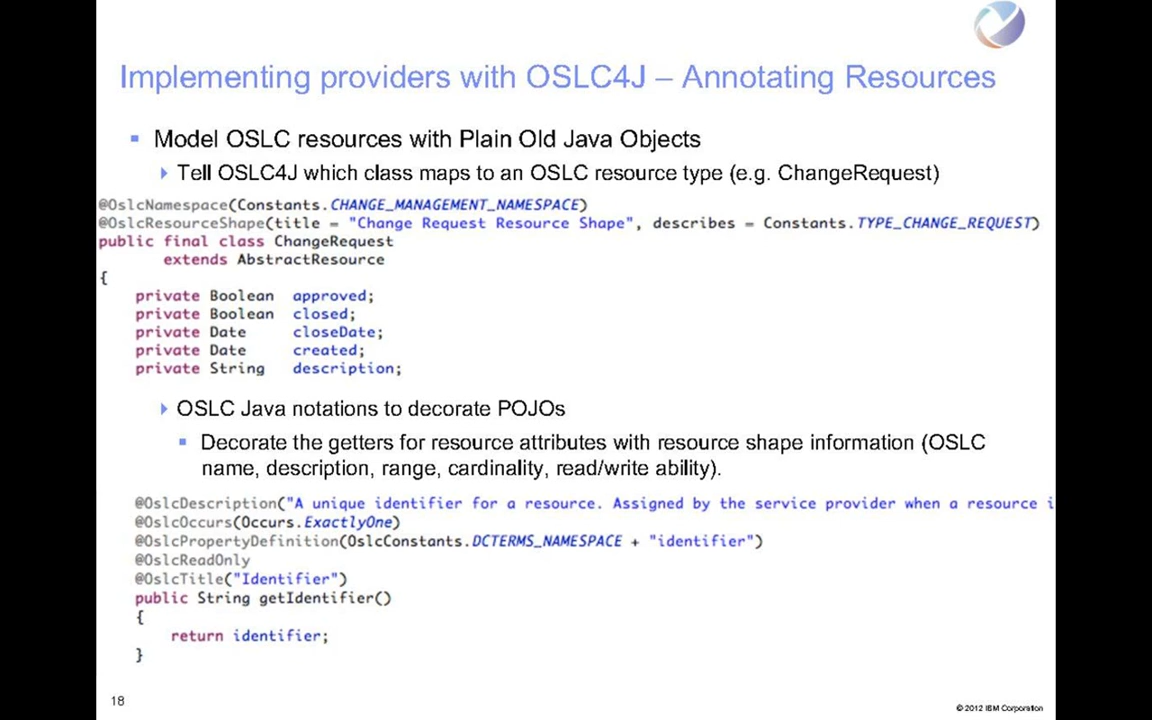 Implementing providers with OSLC4J – Annotating Resources
Model OSLC resources with Plain Old Java Objects
Tell OSLC4J which class maps to an OSLC resource type (e.g. ChangeRequest)
@OslcNamespace(Constants.CHANGE_MANAGEMENT_NAMESPACE)
@OslcResourceShape(title = "Change Request Resource Shape", describes = Constants.TYPE_CHANGE_REQUEST)
public final class ChangeRequest
extends AbstractResource
{
private Boolean approved;
private Boolean closed;
private Date closeDate;
private Date created;
private String description;
OSLC Java notations to decorate POJOs
Decorate the getters for resource attributes with resource shape information (OSLC
name, description, range, cardinality, read/write ability).
@OslcDescription("A unique identifier for a resource. Assigned by the service provider when a resource i
@OslcOccurs(Occurs.ExactlyOne)
@OslcPropertyDefinition(OslcConstants.DCTERMS_NAMESPACE + "identifier")
@OslcReadOnly
@OslcTitle("Identifier")
public String getIdentifier()
{
return identifier;
}
18
© 2012 IBM Corporation